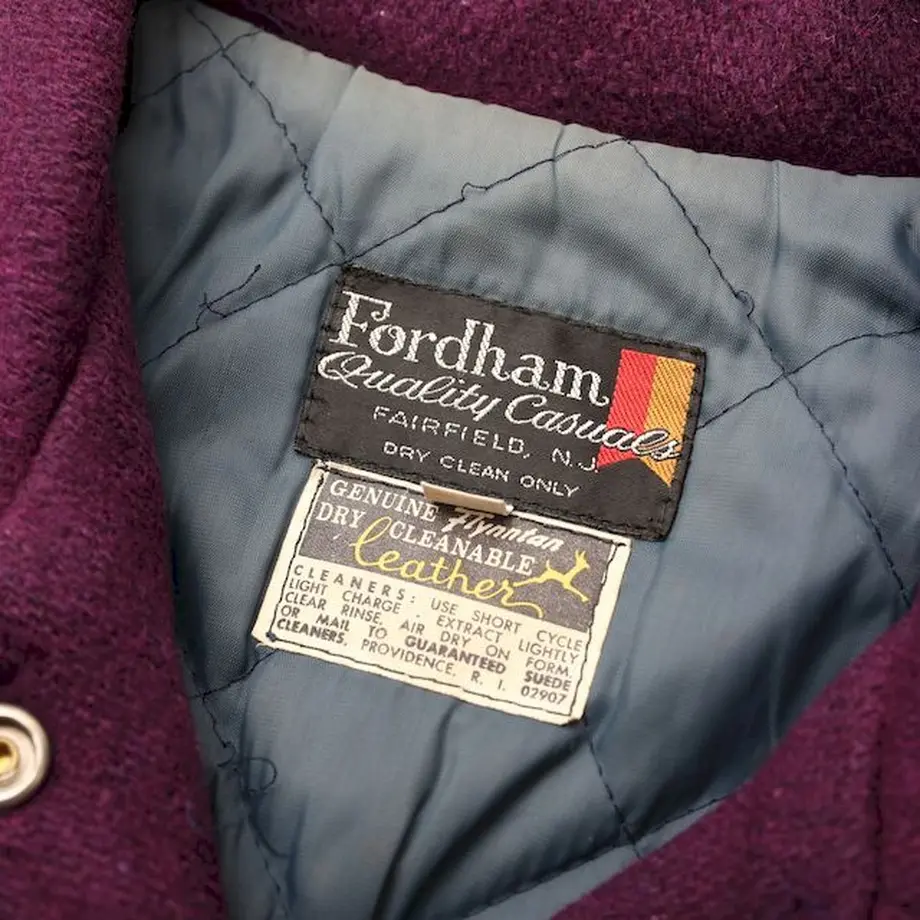 Fordham
Quality Casuals
FAIRFIELD, N.J.
DRY CLEAN ONLY
GENUINE Flynntan
DRY CLEANABLE
leather
CLEANERS: USE SHORT CYCLE
LIGHT CHARGE. EXTRACT LIGHTLY
CLEAR RINSE, AIR DRY ON FORM.
OR MAIL TO GUARANTEED SUEDE
CLEANERS, PROVIDENCE, R. I. 02907